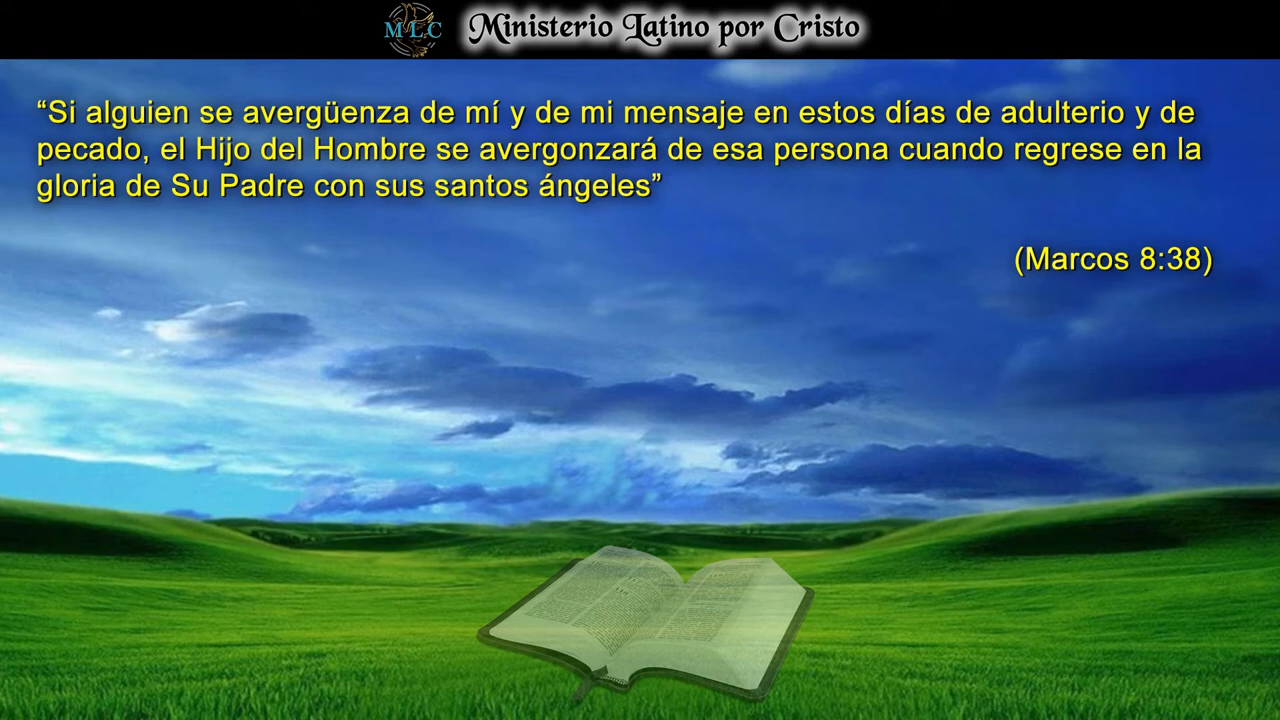 MLC
Ministerio Latino por Cristo
“Si alguien se avergüenza de mí y de mi mensaje en estos días de adulterio y de
pecado, el Hijo del Hombre se avergonzará de esa persona cuando regrese en la
gloria de Su Padre con sus santos ángeles”
(Marcos 8:38)